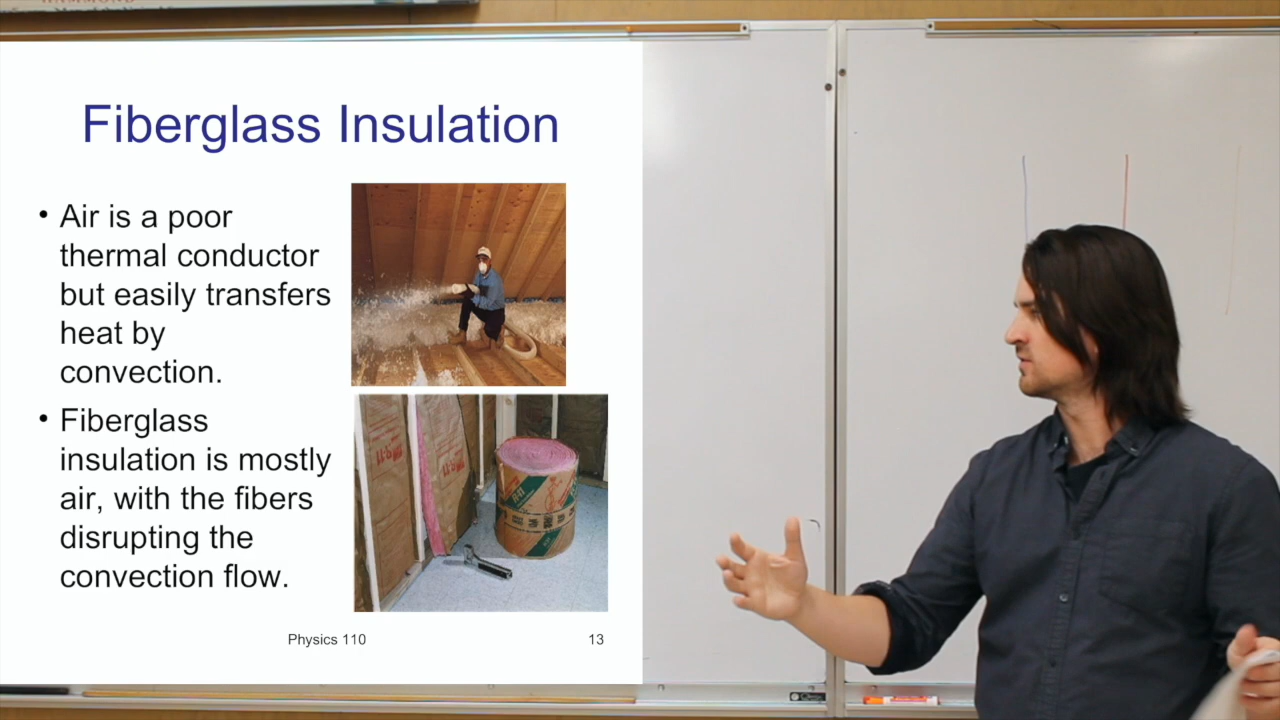 Fiberglass Insulation
• Air is a poor
thermal conductor
but easily transfers
heat by
convection.
• Fiberglass
insulation is mostly
air, with the fibers
disrupting the
convection flow.
Physics 110
13